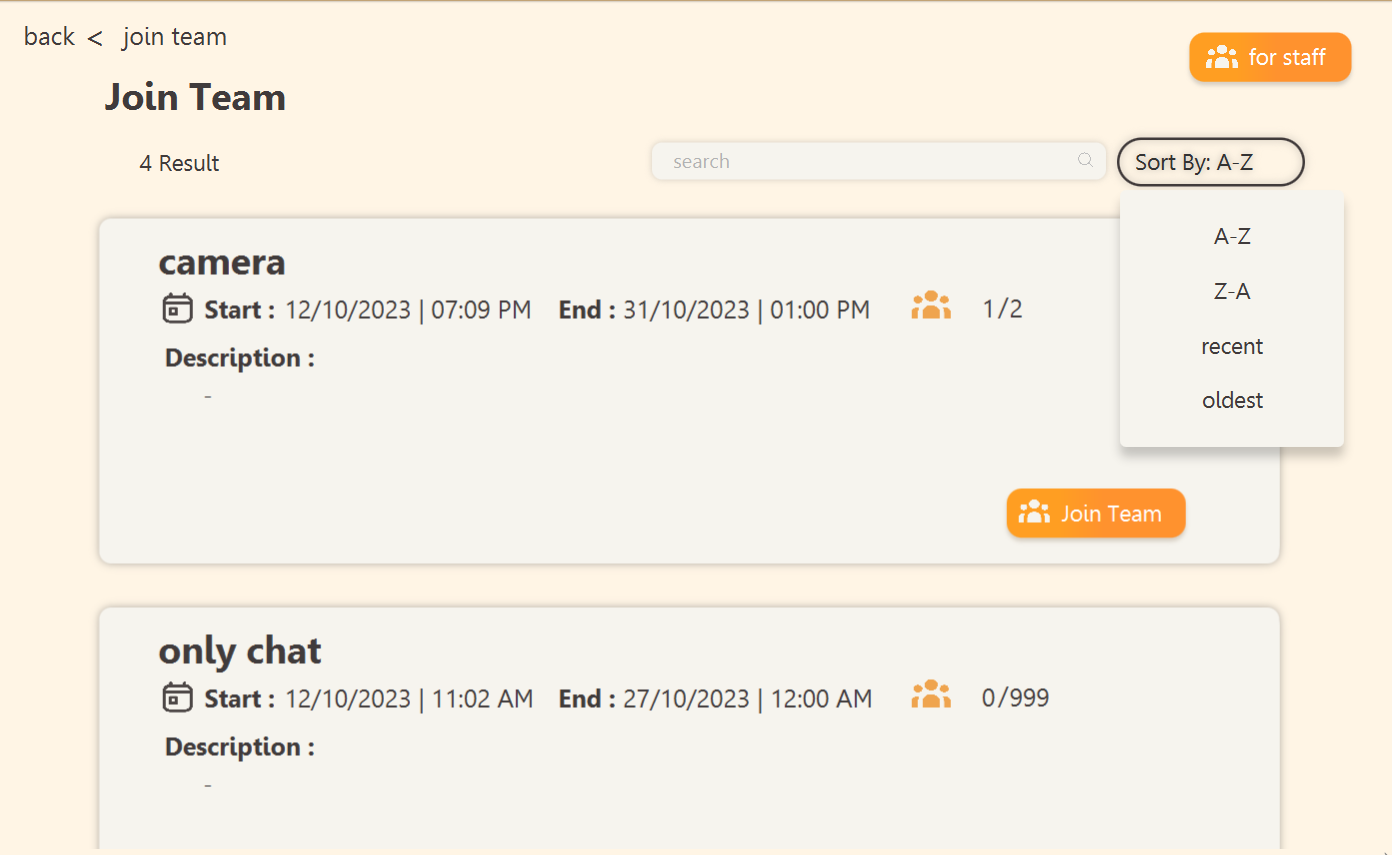 back < join team
for staff
Join Team
4 Result
search
Sort By: A-Z
A-Z
Z-A
recent
oldest
camera
Start : 12/10/2023 | 07:09 PM End : 31/10/2023 | 01:00 PM 1/2
Description :
-
Join Team
only chat
Start : 12/10/2023 | 11:02 AM End : 27/10/2023 | 12:00 AM 0/999
Description :
-